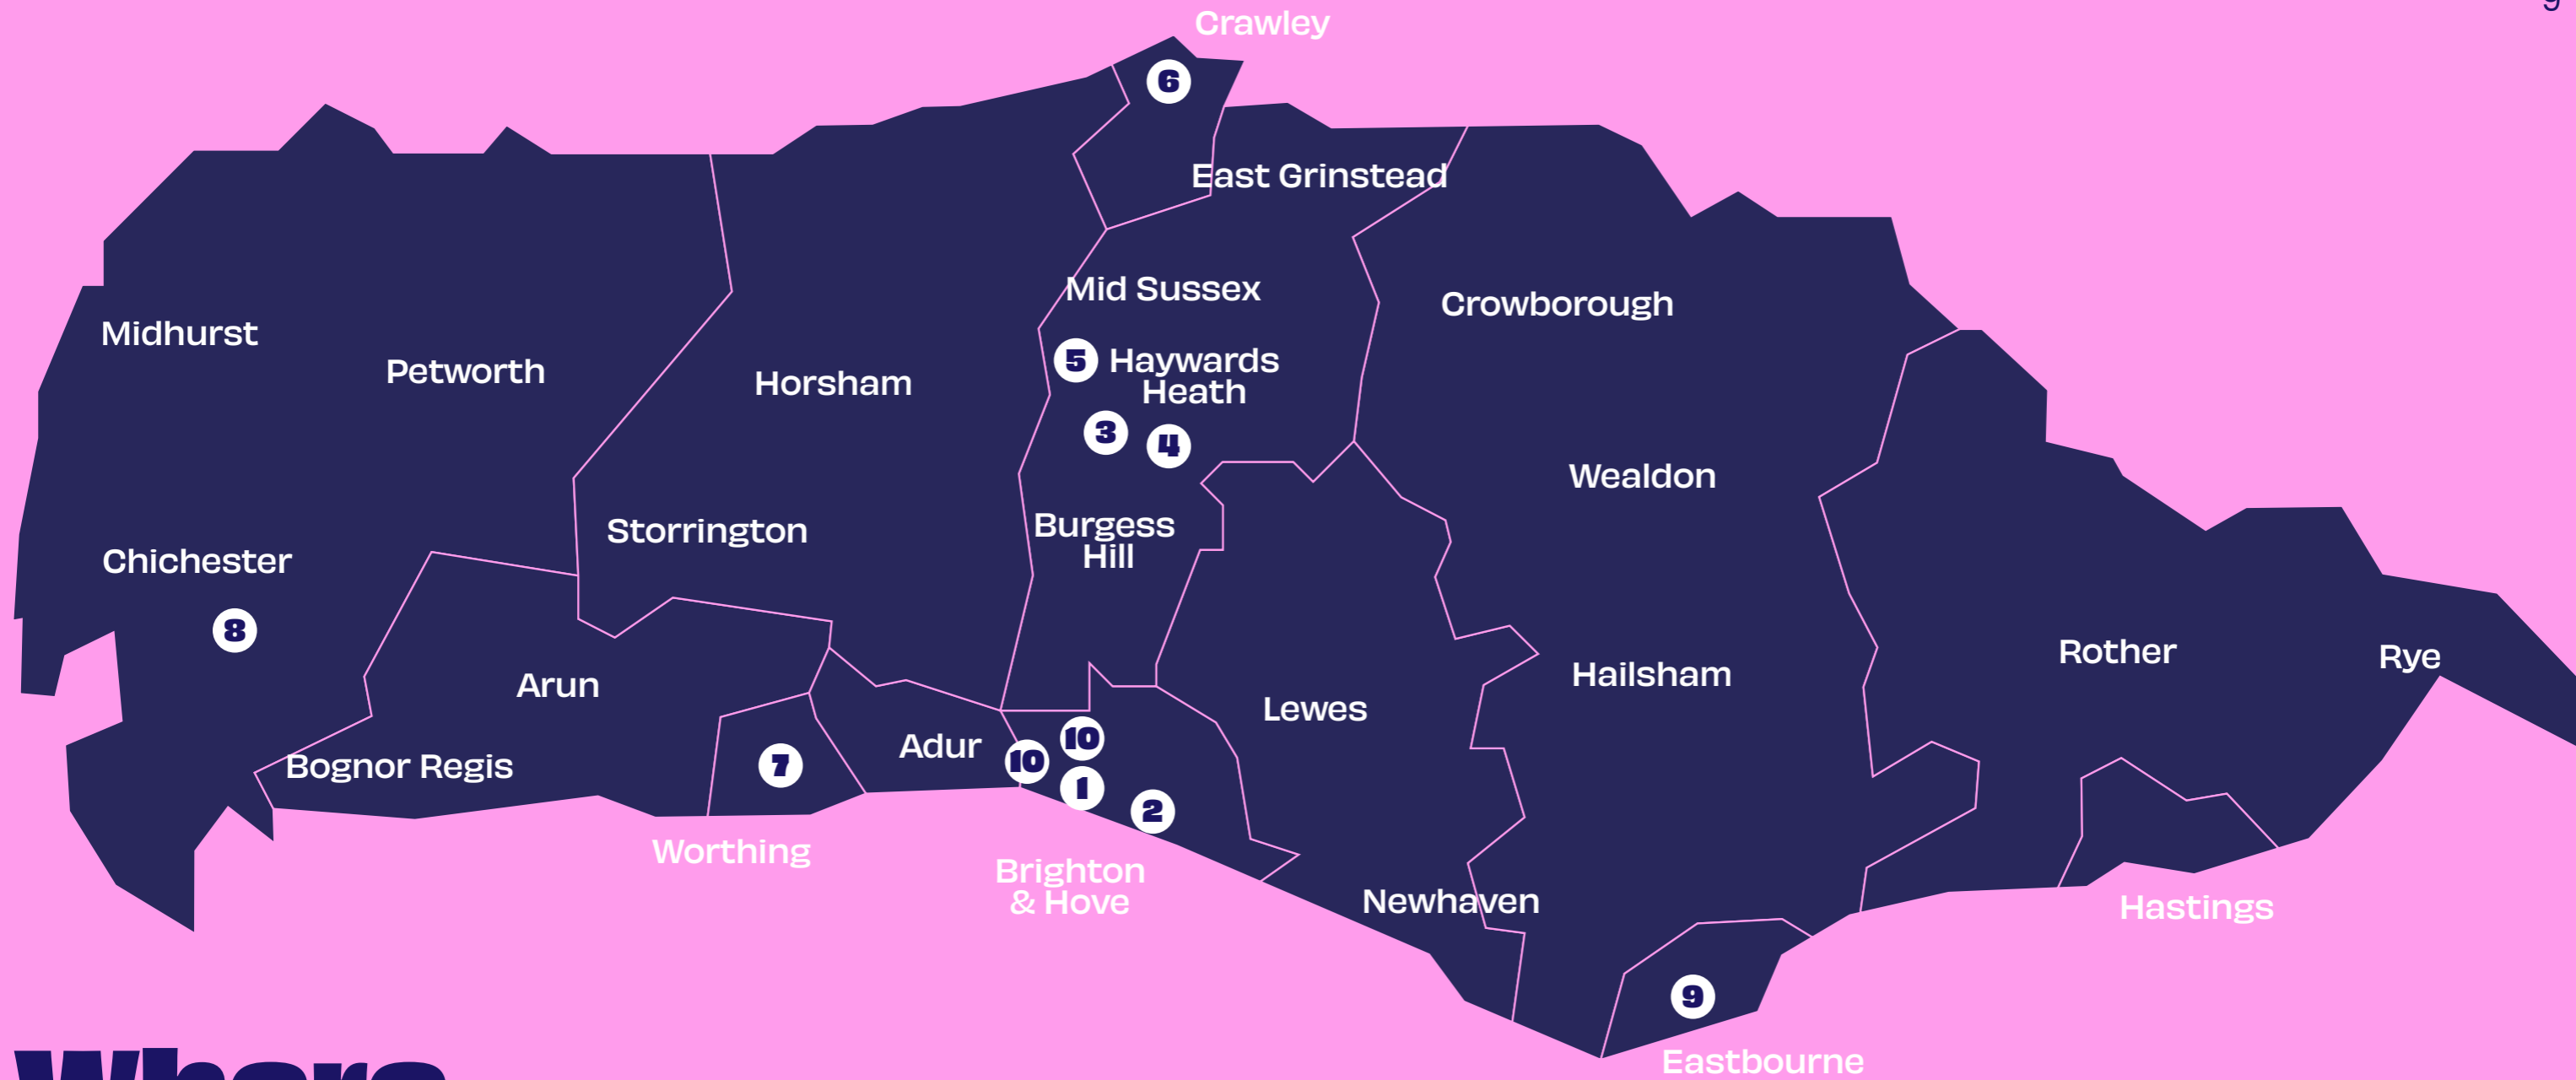 9
Crawley
6
East Grinstead
Mid Sussex
Crowborough
Midhurst
Petworth
Horsham
5
Haywards
Heath
3
4
Wealdon
Storrington
Burgess
Hill
Chichester
8
Rother
Rye
Hailsham
Arun
Lewes
Adur
10
10
Bognor Regis
7
1
2
Worthing
Brighton
& Hove
Newhaven
Hastings
9
Eastbourne
Where